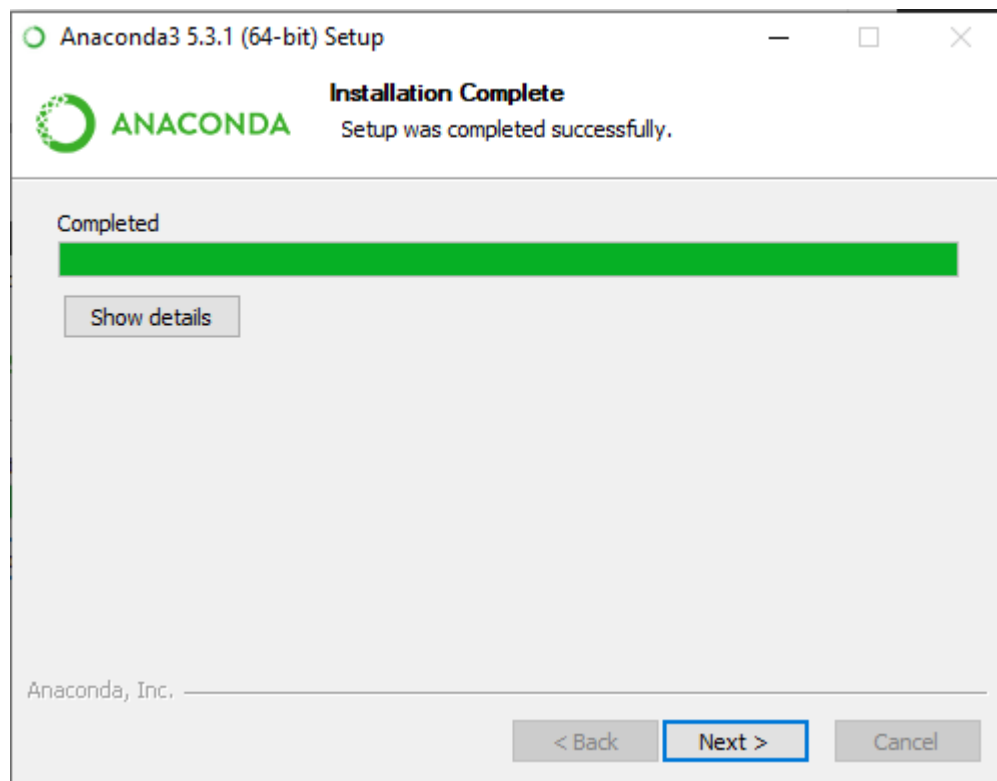 Anaconda3 5.3.1 (64-bit) Setup
ANACONDA
Installation Complete
Setup was completed successfully.
Completed
Show details
Anaconda, Inc.
< Back
Next >
Cancel